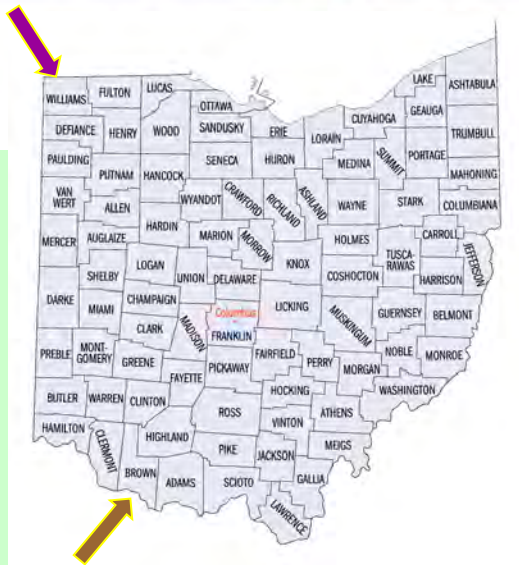 LAKE
ASHTABULA
WILLIAMS
FULTON
LUCAS
OTTAWA
CUYAHOGA
GEAUGA
DEFIANCE
HENRY
WOOD
SANDUSKY
ERIE
LORAIN
TRUMBULL
PAULDING
PUTNAM
HANCOCK
SENECA
HURON
MEDINA
SUMMIT
PORTAGE
MAHONING
VAN
WERT
ALLEN
WYANDOT
CRAWFORD
RICHLAND
ASHLAND
WAYNE
STARK
COLUMBIANA
MERCER
AUGLAIZE
HARDIN
MARION
MORROW
HOLMES
CARROLL
JEFFERSON
SHELBY
LOGAN
UNION
DELAWARE
KNOX
COSHOCTON
TUSCA-
RAWAS
HARRISON
DARKE
MIAMI
CHAMPAIGN
CLARK
MADISON
Columbus
FRANKLIN
LICKING
MUSKINGUM
GUERNSEY
BELMONT
PREBLE
MONT-
GOMERY
GREENE
FAYETTE
PICKAWAY
FAIRFIELD
PERRY
MORGAN
NOBLE
MONROE
BUTLER
WARREN
CLINTON
ROSS
HOCKING
ATHENS
WASHINGTON
HAMILTON
CLERMONT
BROWN
HIGHLAND
ADAMS
PIKE
SCIOTO
VINTON
JACKSON
MEIGS
GALLIA
LAWRENCE